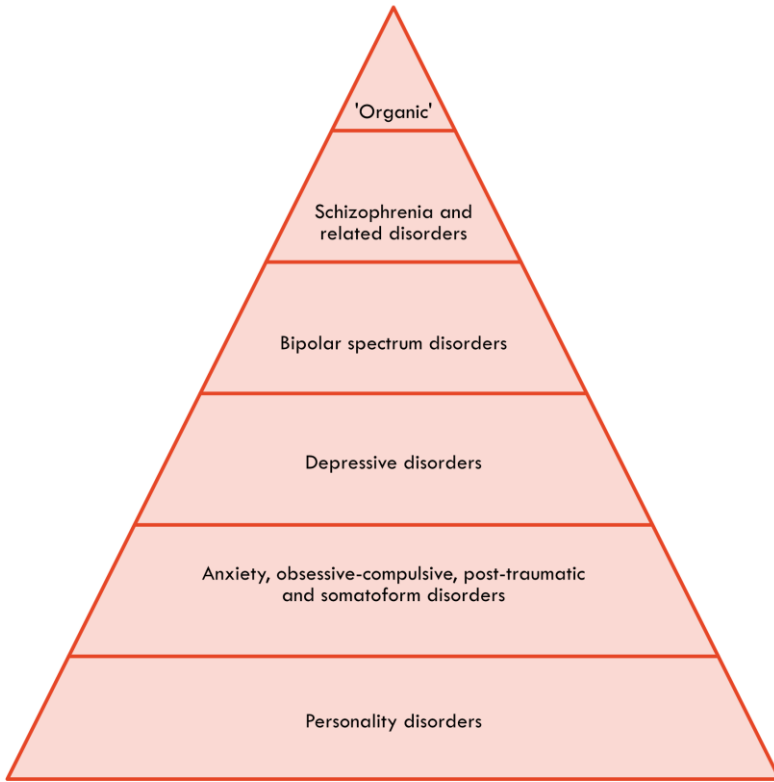 'Organic'
Schizophrenia and
related disorders
Bipolar spectrum disorders
Depressive disorders
Anxiety, obsessive-compulsive, post-traumatic
and somatoform disorders
Personality disorders